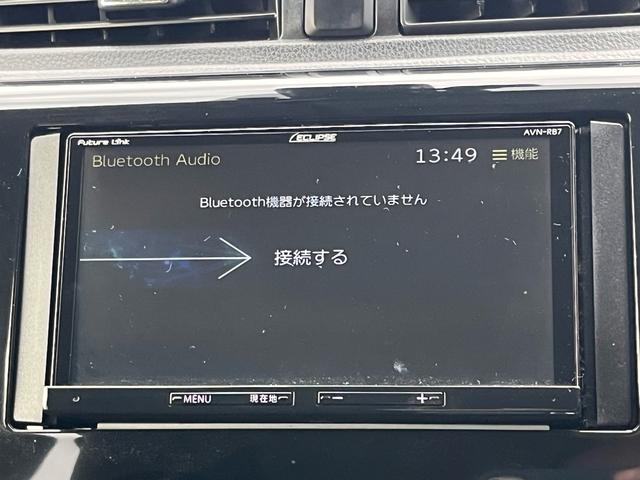 Future Link
ECLIPSE
AVN-RB7
Bluetooth Audio
13:49
機能
Bluetooth機器が接続されていません
接続する
MENU
現在地
−
+